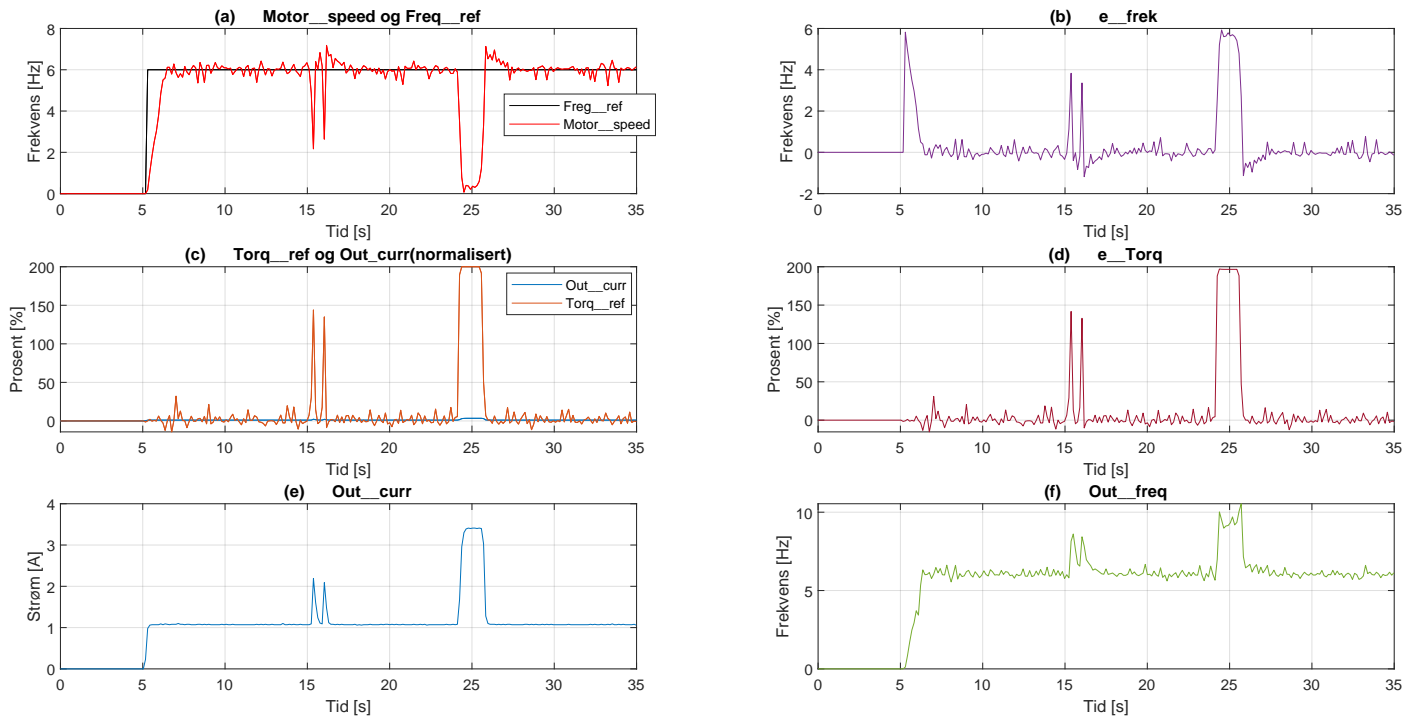 (a) Motor__speed og Freq__ref
Frekvens [Hz]
8
6
4
2
0
0 5 10 15 20 25 30 35
Tid [s]
Freg__ref
Motor__speed
(b) e__frek
Frekvens [Hz]
6
4
2
0
-2
0 5 10 15 20 25 30 35
Tid [s]
(c) Torq__ref og Out_curr(normalisert)
Prosent [%]
200
150
100
50
0
0 5 10 15 20 25 30 35
Tid [s]
Out__curr
Torq__ref
(d) e__Torq
Prosent [%]
200
150
100
50
0
0 5 10 15 20 25 30 35
Tid [s]
(e) Out__curr
Strøm [A]
4
3
2
1
0
0 5 10 15 20 25 30 35
Tid [s]
(f) Out__freq
Frekvens [Hz]
10
5
0
0 5 10 15 20 25 30 35
Tid [s]